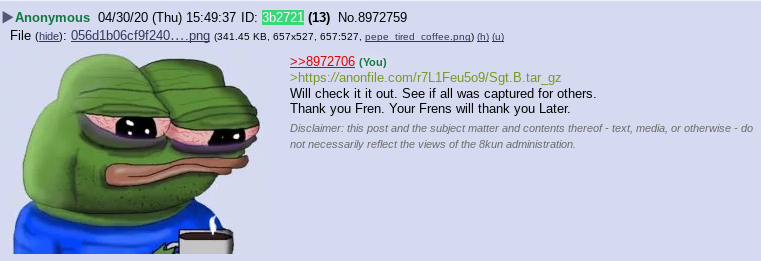 Anonymous 04/30/20 (Thu) 15:49:37 ID: 3b2721 (13) No.8972759
File (hide): 056d1b06cf9f240….png (341.45 KB, 657x527, 657:527, pepe_tired_coffee.png) (h) (u)
>>8972706 (You)
>https://anonfile.com/r7L1Feu5o9/Sgt.B.tar_gz
Will check it it out. See if all was captured for others.
Thank you Fren. Your Frens will thank you Later.
Disclaimer: this post and the subject matter and contents thereof - text, media, or otherwise - do
not necessarily reflect the views of the 8kun administration.